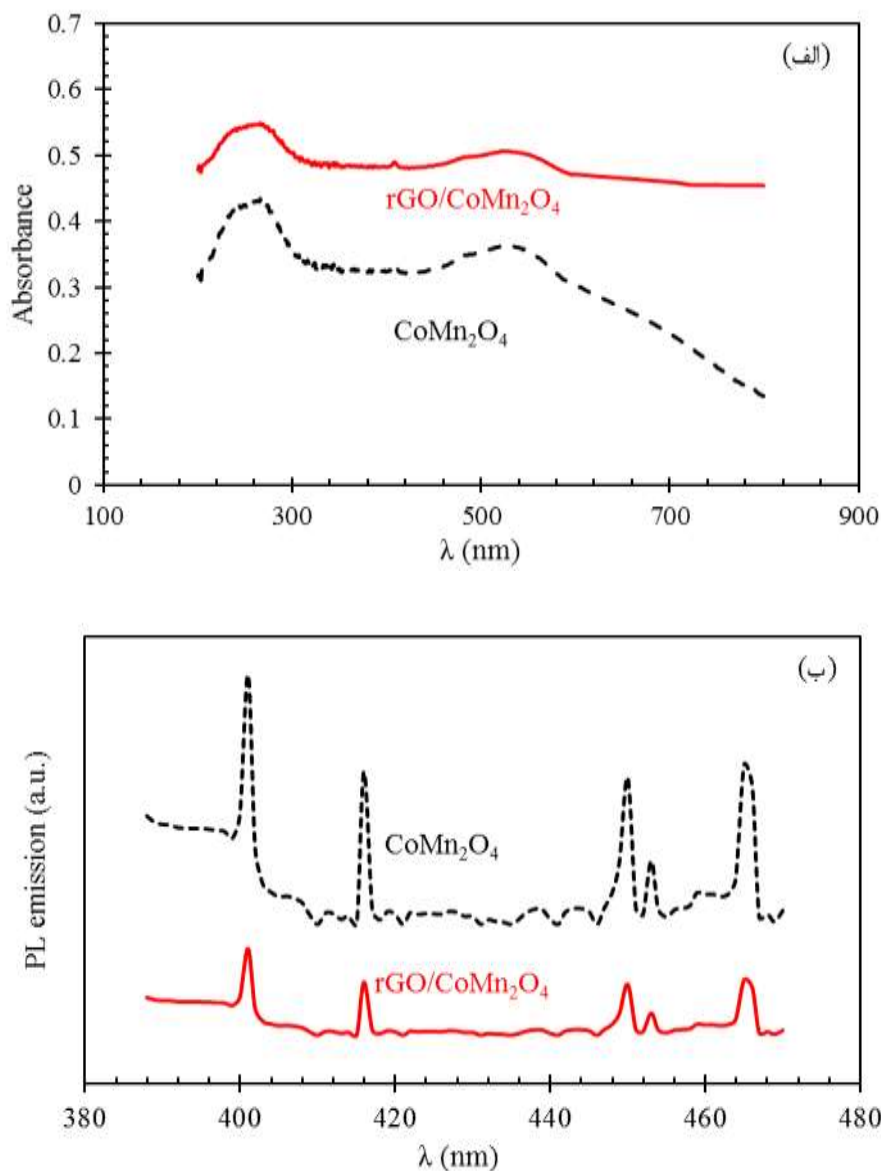 (الف)
0.7
0.6
0.5
0.4
0.3
0.2
0.1
0
Absorbance
rGO/CoMn₂O₄
CoMn₂O₄
100 300 500 700 900
λ (nm)
(ب)
PL emission (a.u.)
CoMn₂O₄
rGO/CoMn₂O₄
380 400 420 440 460 480
λ (nm)